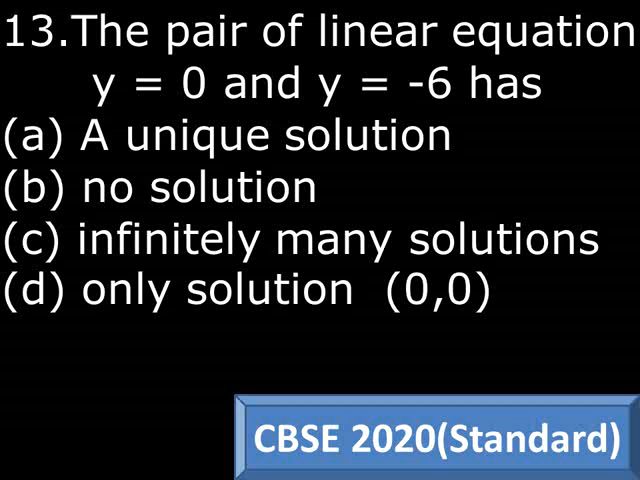 13.The pair of linear equation
y = 0 and y = -6 has
(a) A unique solution
(b) no solution
(c) infinitely many solutions
(d) only solution (0,0)
CBSE 2020(Standard)